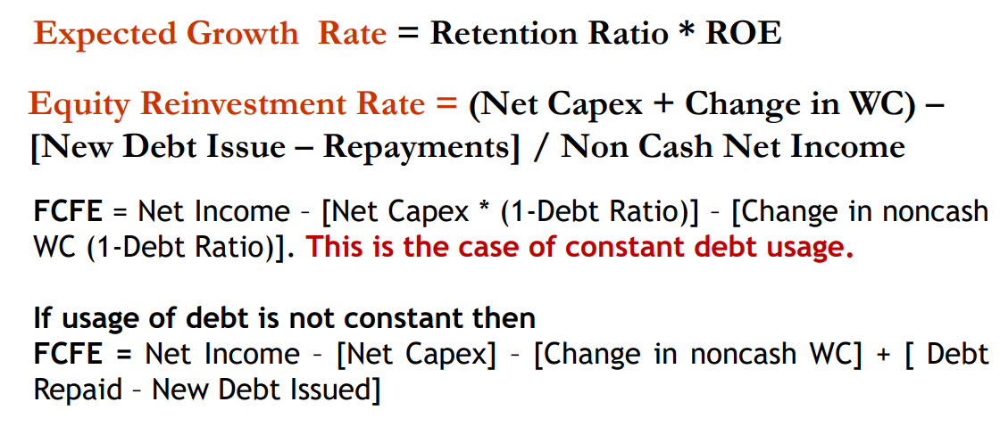 Expected Growth Rate = Retention Ratio * ROE
Equity Reinvestment Rate = (Net Capex + Change in WC) –
[New Debt Issue – Repayments] / Non Cash Net Income
FCFE = Net Income – [Net Capex * (1-Debt Ratio)] – [Change in noncash
WC (1-Debt Ratio)]. This is the case of constant debt usage.
If usage of debt is not constant then
FCFE = Net Income – [Net Capex] – [Change in noncash WC] + [ Debt
Repaid – New Debt Issued]